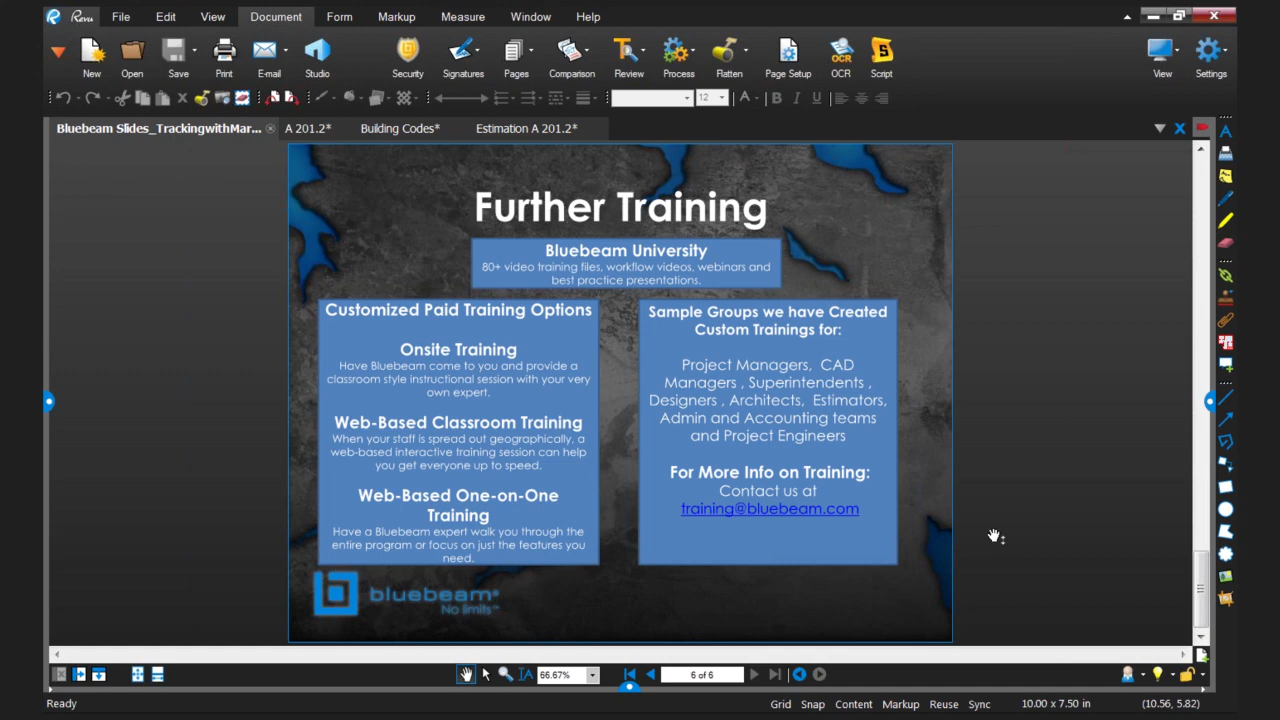 Revu File Edit View Document Form Markup Measure Window Help
New Open Save Print E-mail Studio Security Signatures Pages Comparison Review Process Flatten Page Setup OCR Script View Settings
12 A B I U
Bluebeam Slides_TrackingwithMar... A 201.2* Building Codes* Estimation A 201.2*
Further Training
Bluebeam University
80+ video training files, workflow videos, webinars and
best practice presentations.
Customized Paid Training Options
Onsite Training
Have Bluebeam come to you and provide a
classroom style instructional session with your very
own expert.
Web-Based Classroom Training
When your staff is spread out geographically, a
web-based interactive training session can help
you get everyone up to speed.
Web-Based One-on-One
Training
Have a Bluebeam expert walk you through the
entire program or focus on just the features you
need.
Sample Groups we have Created
Custom Trainings for:
Project Managers, CAD
Managers , Superintendents ,
Designers , Architects, Estimators,
Admin and Accounting teams
and Project Engineers
For More Info on Training:
Contact us at
training@bluebeam.com
bluebeam®
No limits™
66.67% 6 of 6
Ready Grid Snap Content Markup Reuse Sync 10.00 x 7.50 in (10.56, 5.82)